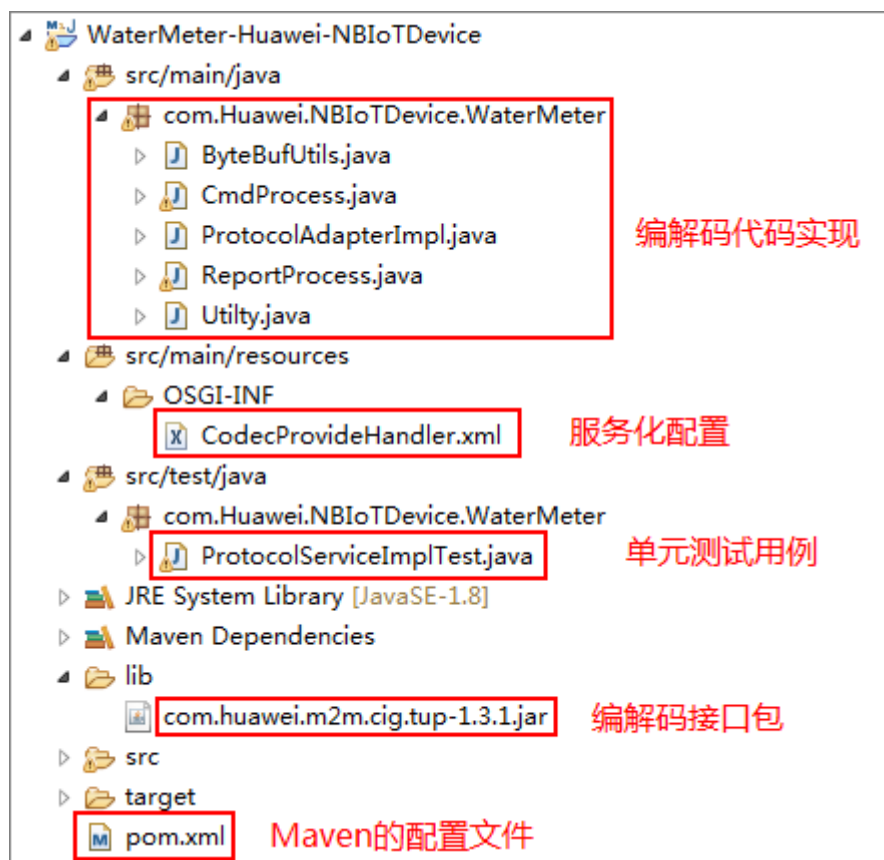 WaterMeter-Huawei-NBIoTDevice
src/main/java
com.Huawei.NBIoTDevice.WaterMeter
ByteBufUtils.java
CmdProcess.java
ProtocolAdapterImpl.java
编解码代码实现
ReportProcess.java
Utilty.java
src/main/resources
OSGI-INF
CodecProvideHandler.xml 服务化配置
src/test/java
com.Huawei.NBIoTDevice.WaterMeter
ProtocolServiceImplTest.java 单元测试用例
JRE System Library [JavaSE-1.8]
Maven Dependencies
lib
com.huawei.m2m.cig.tup-1.3.1.jar 编解码接口包
src
target
pom.xml Maven的配置文件